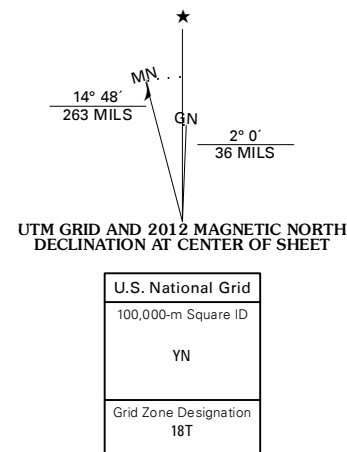 ★
MN
14° 48´
263 MILS
GN
2° 0´
36 MILS
UTM GRID AND 2012 MAGNETIC NORTH
DECLINATION AT CENTER OF SHEET
U.S. National Grid
100,000-m Square ID
YN
Grid Zone Designation
18T